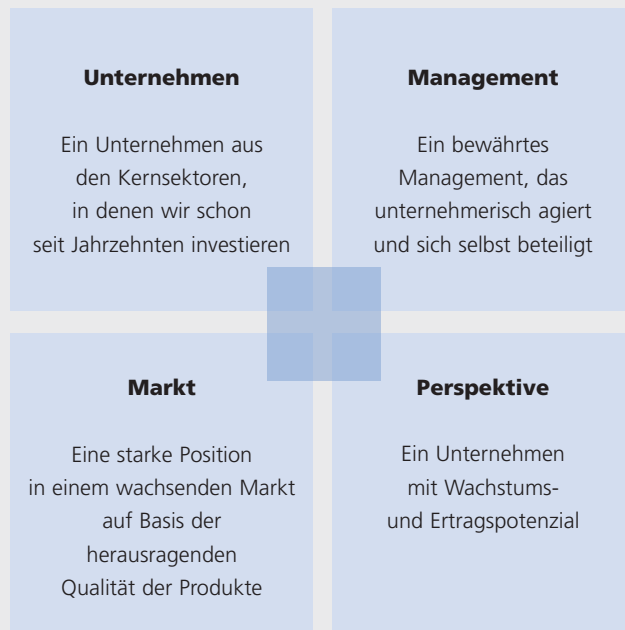 Unternehmen
Ein Unternehmen aus
den Kernsektoren,
in denen wir schon
seit Jahrzehnten investieren
Management
Ein bewährtes
Management, das
unternehmerisch agiert
und sich selbst beteiligt
Markt
Eine starke Position
in einem wachsenden Markt
auf Basis der
herausragenden
Qualität der Produkte
Perspektive
Ein Unternehmen
mit Wachstums-
und Ertragspotenzial